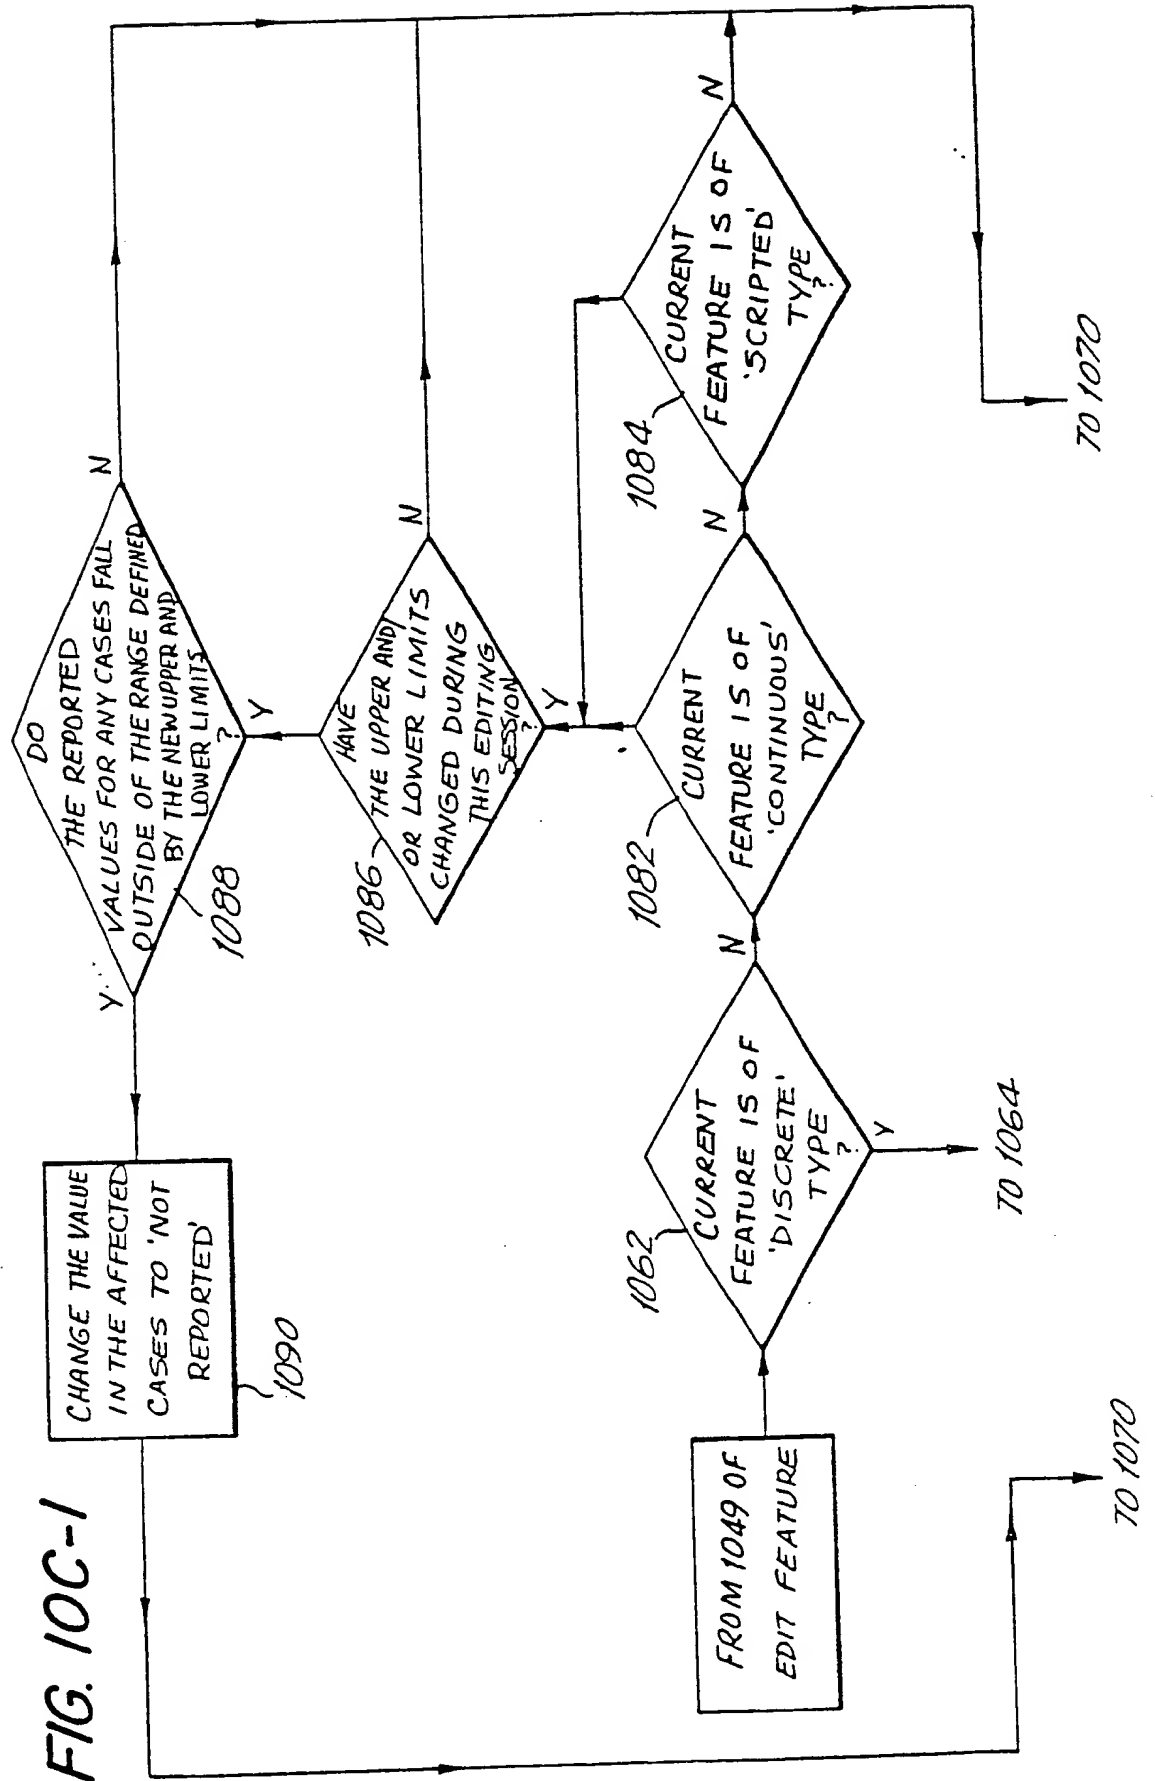 FIG. 10C-1
CHANGE THE VALUE
IN THE AFFECTED
CASES TO 'NOT
REPORTED'
1090
Y
DO
THE REPORTED
VALUES FOR ANY CASES FALL
OUTSIDE OF THE RANGE DEFINED
BY THE NEW UPPER AND
LOWER LIMITS
?
1088
N
Y
HAVE
THE UPPER AND/
OR LOWER LIMITS
CHANGED DURING
THIS EDITING
SESSION
?
1086
N
Y
FROM 1049 OF
EDIT FEATURE
1062
CURRENT
FEATURE IS OF
'DISCRETE'
TYPE
?
Y
TO 1064
N
1082
CURRENT
FEATURE IS OF
'CONTINUOUS'
TYPE
?
N
1084
CURRENT
FEATURE IS OF
'SCRIPTED'
TYPE
?
N
TO 1070
TO 1070